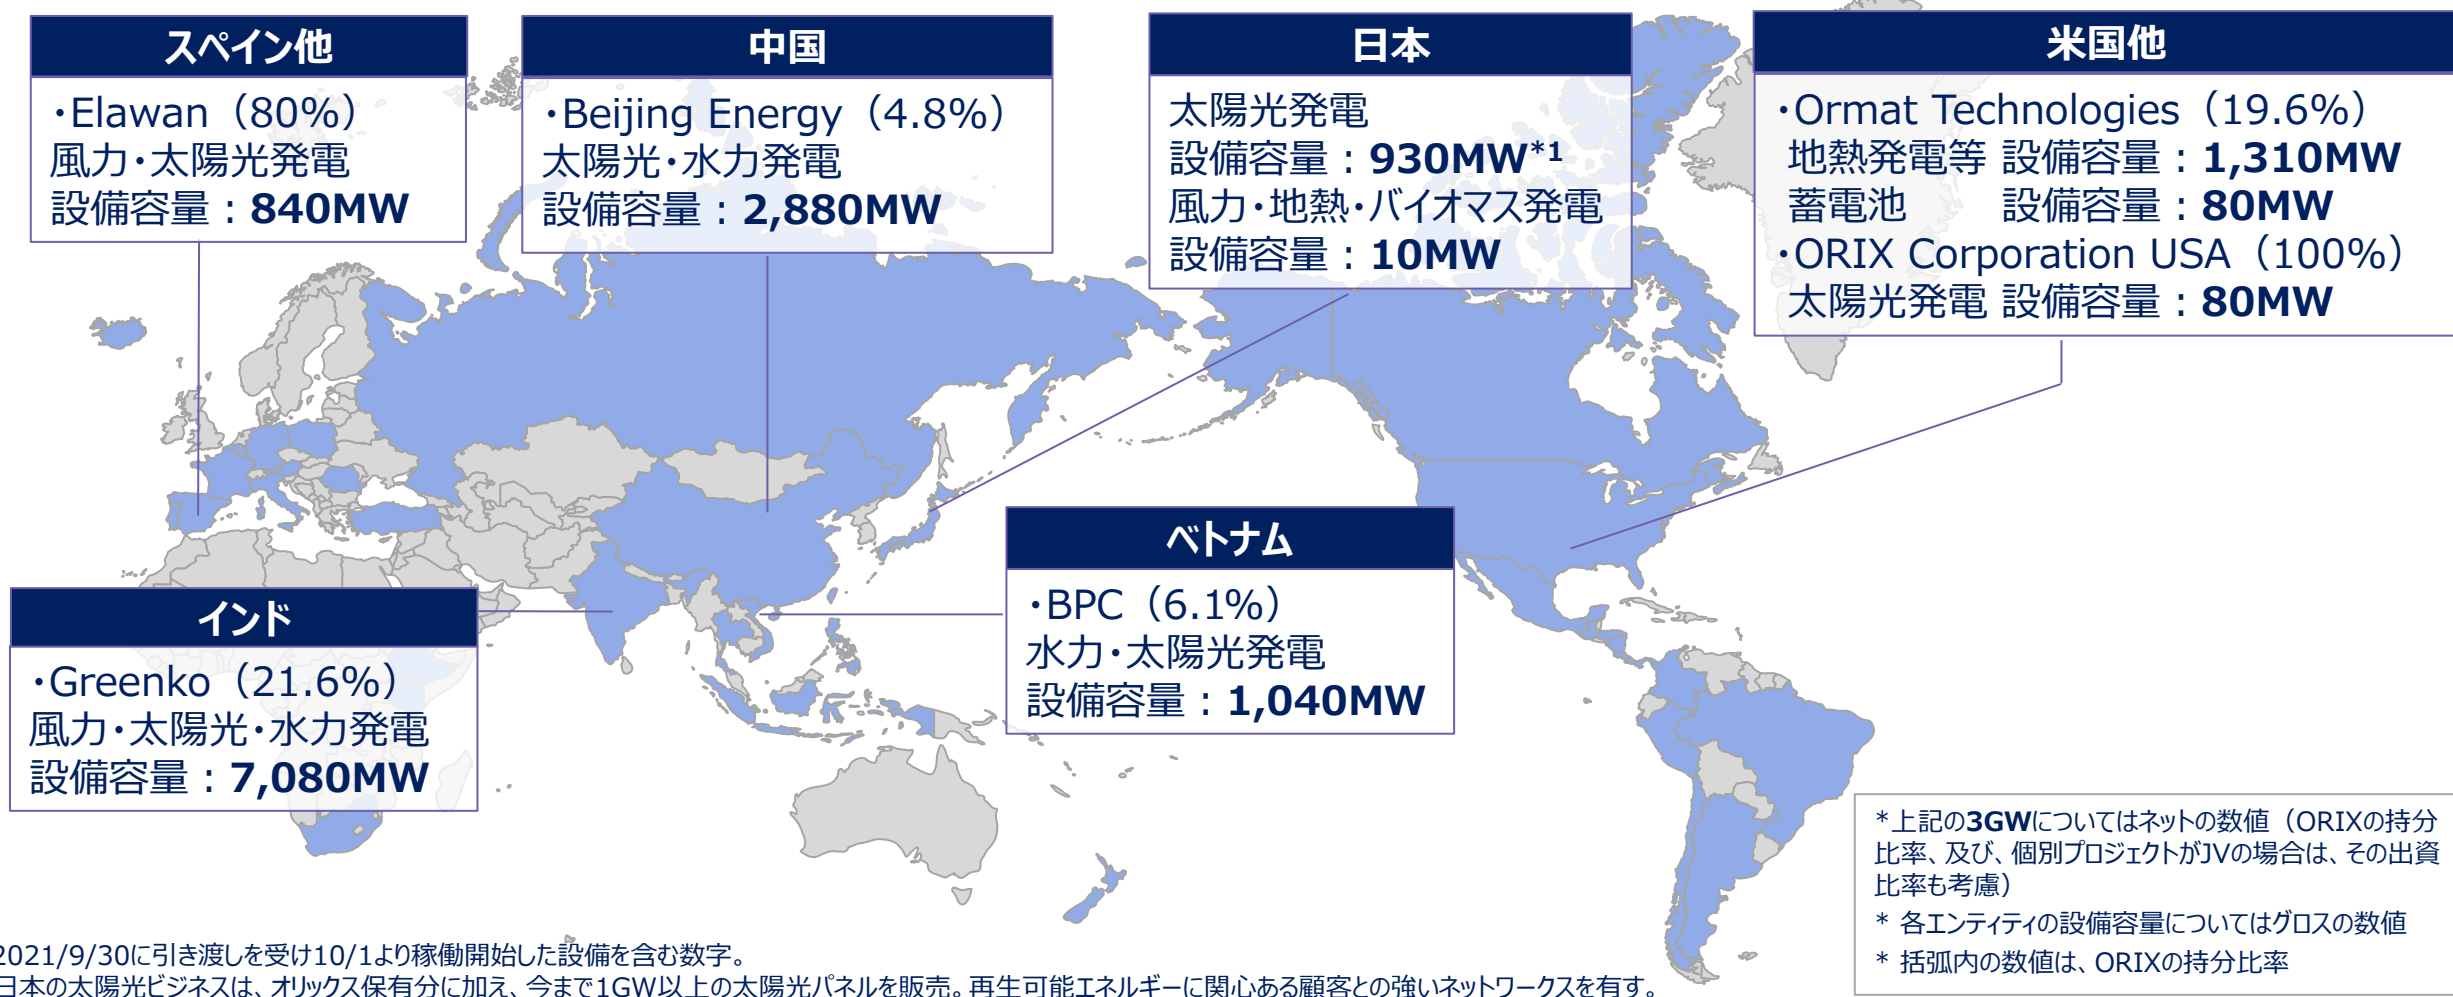 スペイン他
・Elawan（80%）
風力・太陽光発電
設備容量：840MW
中国
・Beijing Energy（4.8%）
太陽光・水力発電
設備容量：2,880MW
日本
太陽光発電
設備容量：930MW*1
風力・地熱・バイオマス発電
設備容量：10MW
米国他
・Ormat Technologies（19.6%）
地熱発電等 設備容量：1,310MW
蓄電池 設備容量：80MW
・ORIX Corporation USA（100%）
太陽光発電 設備容量：80MW
インド
・Greenko（21.6%）
風力・太陽光・水力発電
設備容量：7,080MW
ベトナム
・BPC（6.1%）
水力・太陽光発電
設備容量：1,040MW
*上記の3GWについてはネットの数値（ORIXの持分
比率、及び、個別プロジェクトがJVの場合は、その出資
比率も考慮）
* 各エンティティの設備容量についてはグロスの数値
* 括弧内の数値は、ORIXの持分比率
2021/9/30に引き渡しを受け10/1より稼働開始した設備を含む数字。
日本の太陽光ビジネスは、オリックス保有分に加え、今まで1GW以上の太陽光パネルを販売。再生可能エネルギーに関心ある顧客との強いネットワークスを有す。